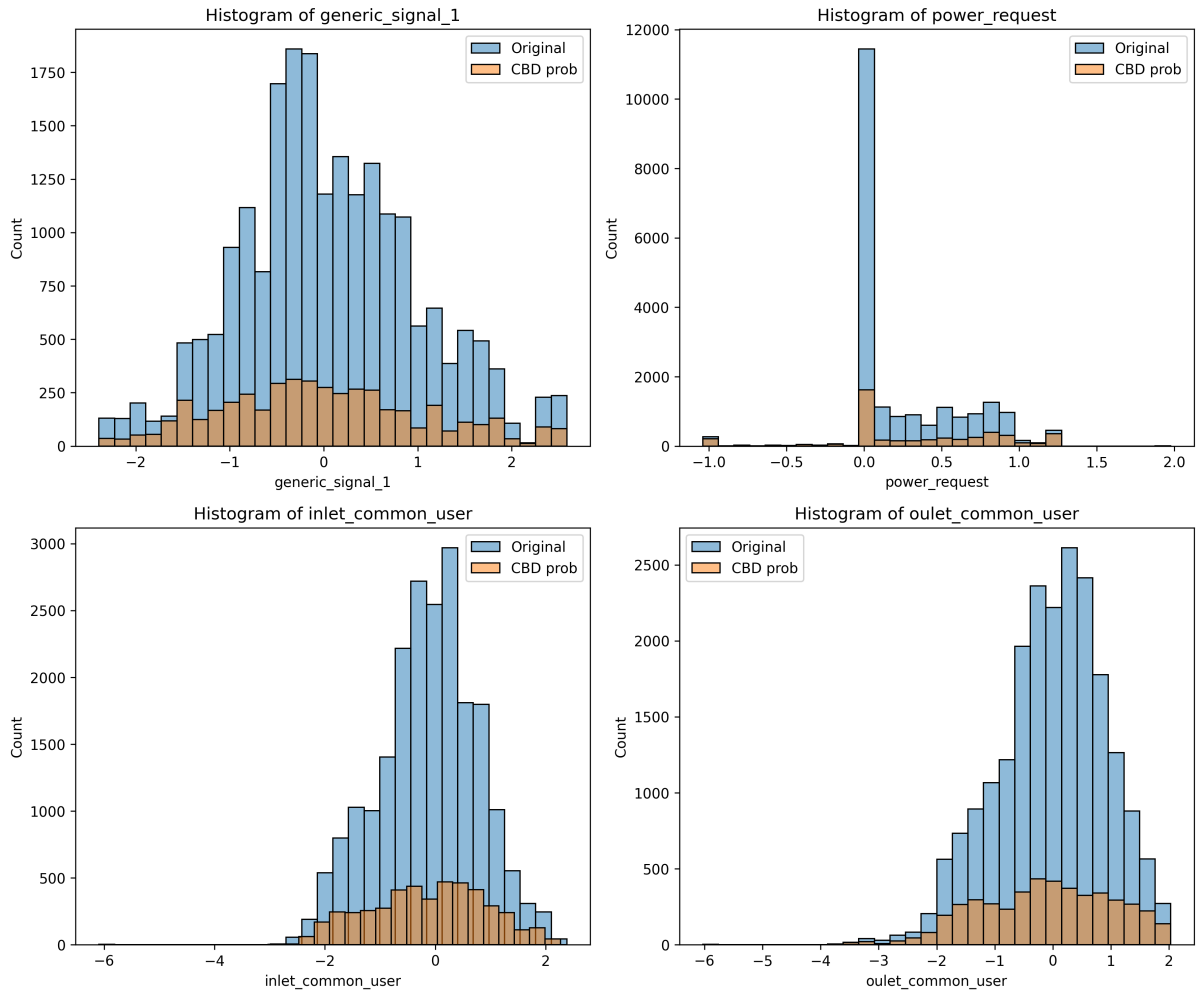 Histogram of generic_signal_1
Original
CBD prob
1750
1500
1250
1000
750
500
250
0
Count
−2
−1
0
1
2
generic_signal_1
Histogram of power_request
Original
CBD prob
12000
10000
8000
6000
4000
2000
0
Count
−1.0
−0.5
0.0
0.5
1.0
1.5
2.0
power_request
Histogram of inlet_common_user
Original
CBD prob
3000
2500
2000
1500
1000
500
0
Count
−6
−4
−2
0
2
inlet_common_user
Histogram of oulet_common_user
Original
CBD prob
2500
2000
1500
1000
500
0
Count
−6
−5
−4
−3
−2
−1
0
1
2
oulet_common_user